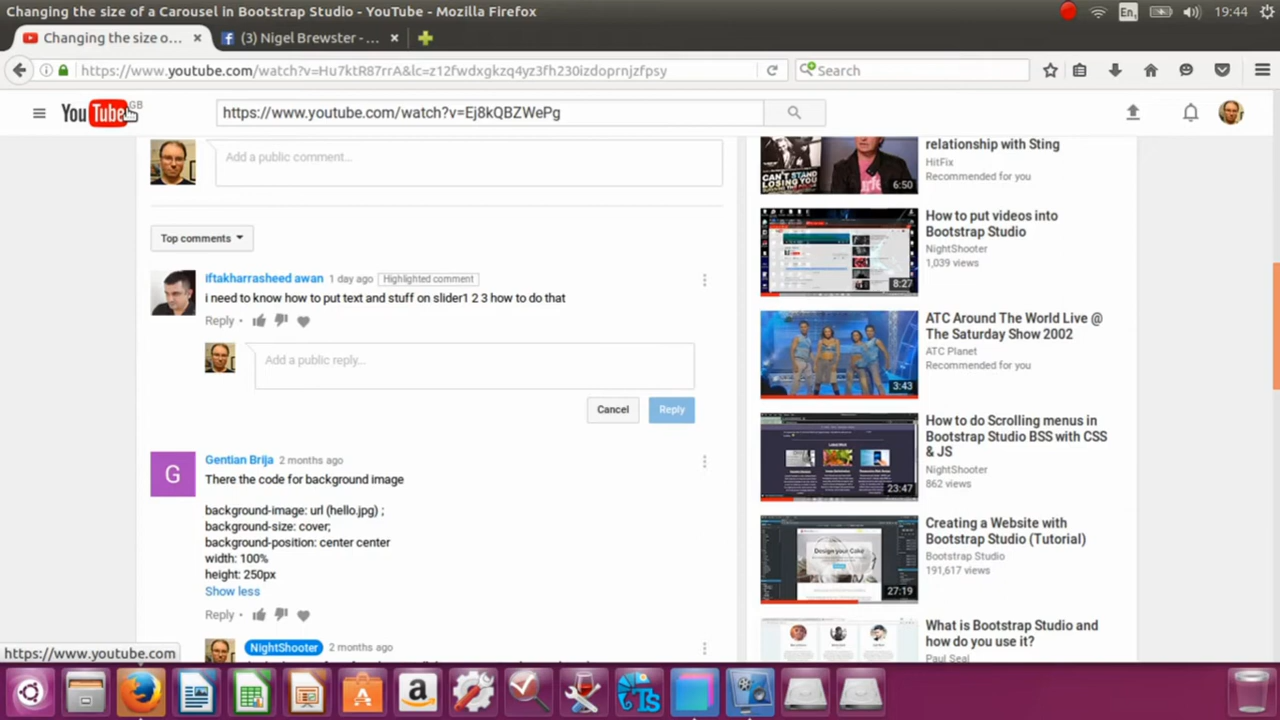 Changing the size of a Carousel in Bootstrap Studio - YouTube - Mozilla Firefox
En
19:44
Changing the size o...
(3) Nigel Brewster - ...
https://www.youtube.com/watch?v=Hu7ktR87rrA&lc=z12fwdxgkzq4yz3fh230izdoprnjzfpsy
Search
YouTube GB
https://www.youtube.com/watch?v=Ej8kQBZWePg
Add a public comment...
Top comments
iftakharrasheed awan 1 day ago Highlighted comment
i need to know how to put text and stuff on slider1 2 3 how to do that
Reply
Add a public reply...
Cancel
Reply
G
Gentian Brija 2 months ago
There the code for background image
background-image: url (hello.jpg) ;
background-size: cover;
background-position: center center
width: 100%
height: 250px
Show less
Reply
NightShooter 2 months ago
CAN'T STAND
LOSING YOU
6:50
relationship with Sting
HitFix
Recommended for you
8:27
How to put videos into
Bootstrap Studio
NightShooter
1,039 views
3:43
ATC Around The World Live @
The Saturday Show 2002
ATC Planet
Recommended for you
23:47
How to do Scrolling menus in
Bootstrap Studio BSS with CSS
& JS
NightShooter
862 views
Design your Cake
27:19
Creating a Website with
Bootstrap Studio (Tutorial)
Bootstrap Studio
191,617 views
What is Bootstrap Studio and
how do you use it?
Paul Seal
https://www.youtube.com
a
TS